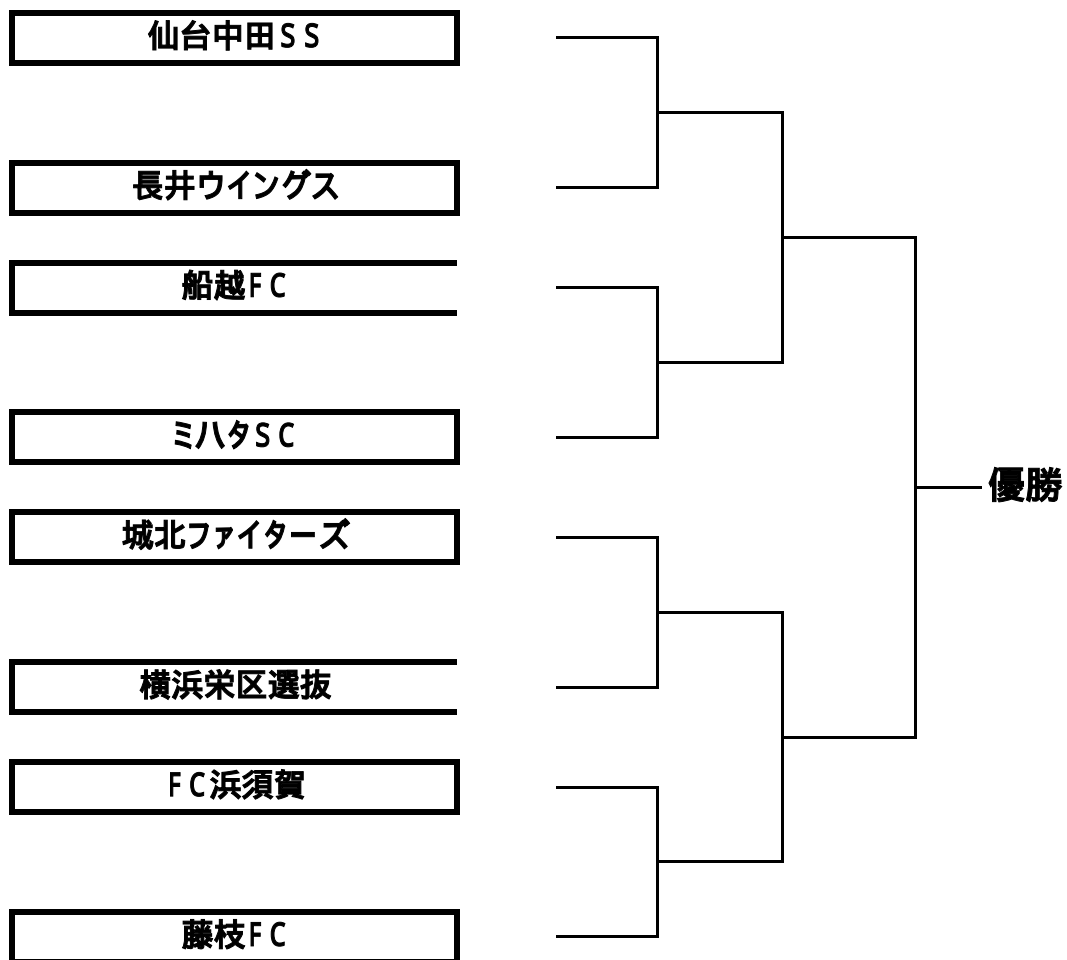 仙台中田ＳＳ
長井ウイングス
船越ＦＣ
ミハタＳＣ
優勝
城北ファイターズ
横浜栄区選抜
ＦＣ浜須賀
藤枝ＦＣ